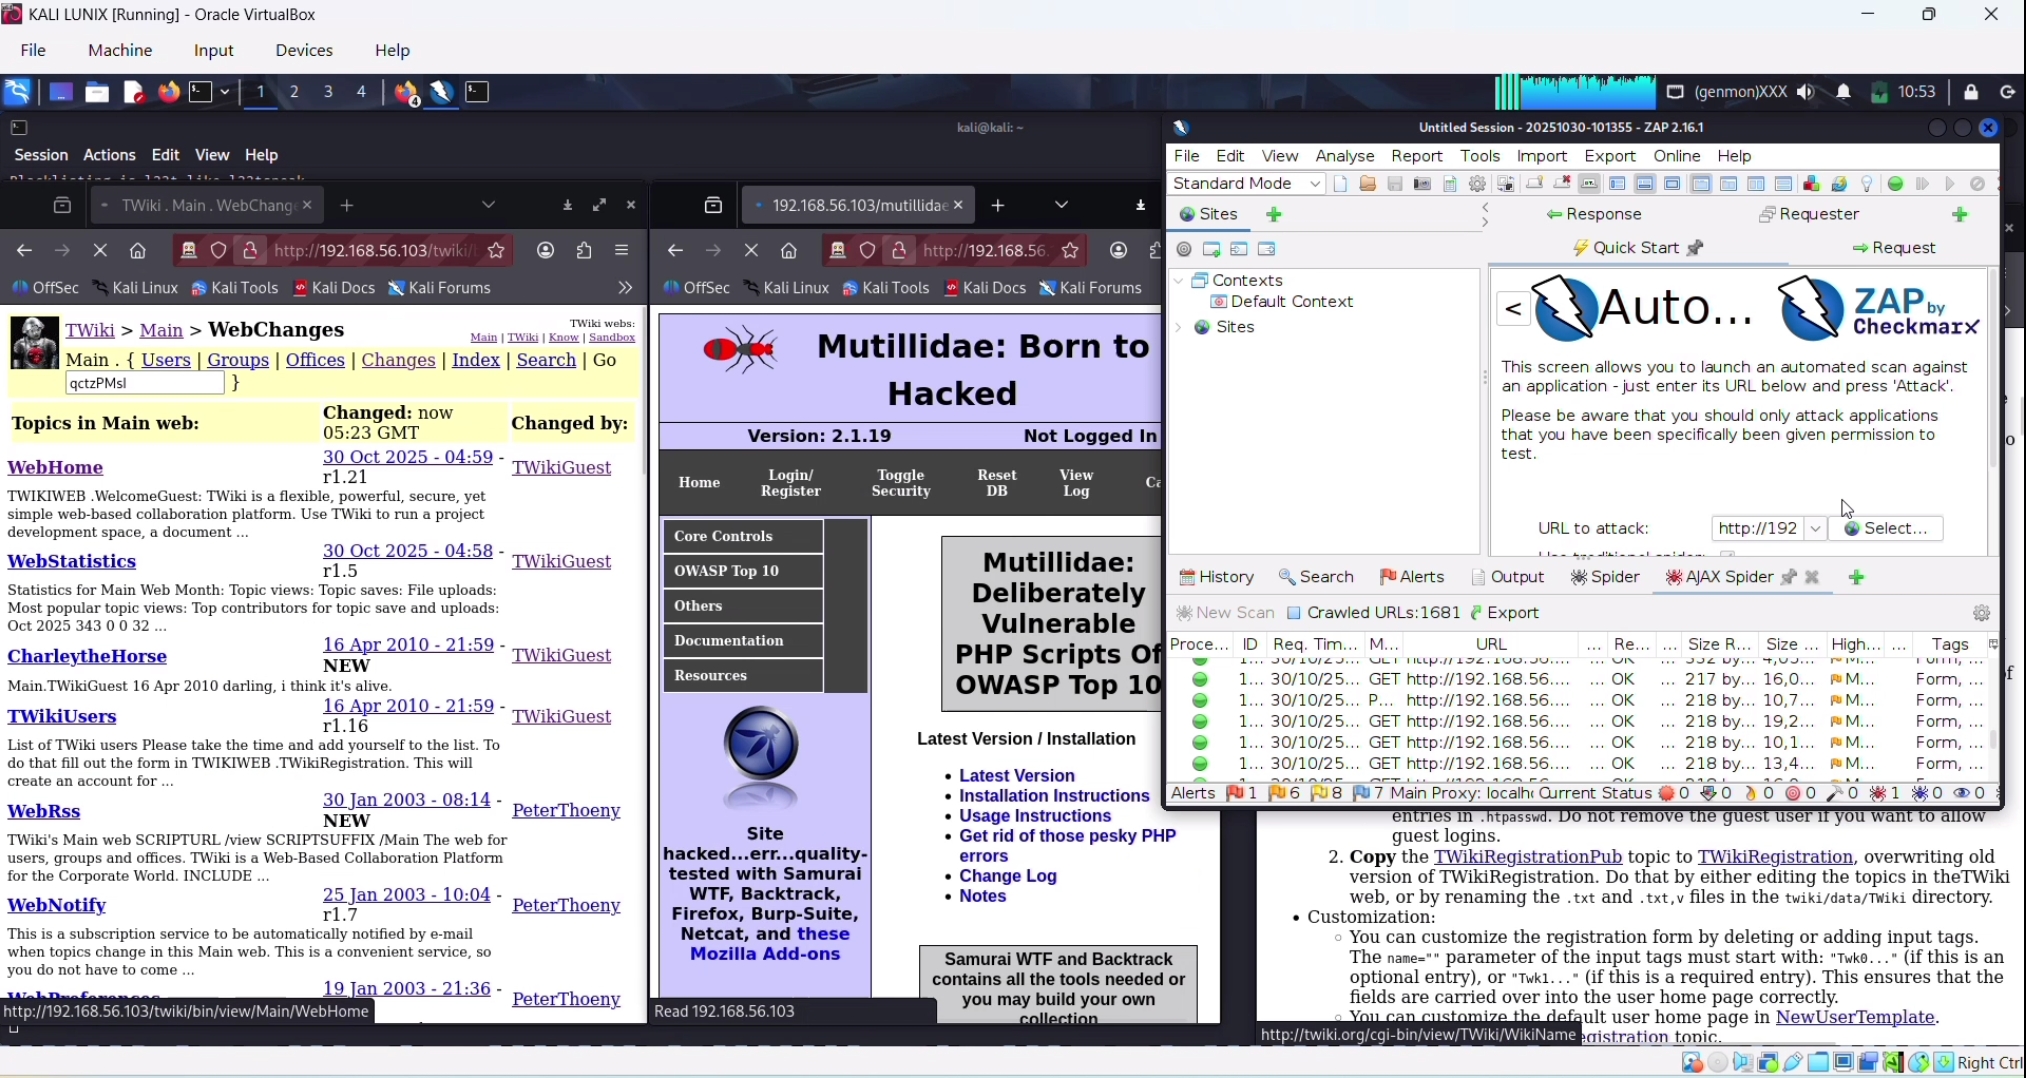 KALI LUNIX [Running] - Oracle VirtualBox
File Machine Input Devices Help
1 2 3 4 4 (genmon)XXX 10:53
kali@kali: ~
Session Actions Edit View Help
TWiki . Main . WebChange
http://192.168.56.103/twiki/
OffSec Kali Linux Kali Tools Kali Docs Kali Forums
TWiki > Main > WebChanges
TWiki webs:
Main | TWiki | Know | Sandbox
Main . { Users | Groups | Offices | Changes | Index | Search | Go
qctzPMsl }
Topics in Main web: Changed: now 05:23 GMT Changed by:
WebHome 30 Oct 2025 - 04:59 - r1.21 TWikiGuest
TWIKIWEB .WelcomeGuest: TWiki is a flexible, powerful, secure, yet
simple web-based collaboration platform. Use TWiki to run a project
development space, a document ...
WebStatistics 30 Oct 2025 - 04:58 - r1.5 TWikiGuest
Statistics for Main Web Month: Topic views: Topic saves: File uploads:
Most popular topic views: Top contributors for topic save and uploads:
Oct 2025 343 0 0 32 ...
CharleytheHorse 16 Apr 2010 - 21:59 - NEW TWikiGuest
Main.TWikiGuest 16 Apr 2010 darling, i think it's alive.
TWikiUsers 16 Apr 2010 - 21:59 - r1.16 TWikiGuest
List of TWiki users Please take the time and add yourself to the list. To
do that fill out the form in TWIKIWEB .TWikiRegistration. This will
create an account for ...
WebRss 30 Jan 2003 - 08:14 - NEW PeterThoeny
TWiki's Main web SCRIPTURL /view SCRIPTSUFFIX /Main The web for
users, groups and offices. TWiki is a Web-Based Collaboration Platform
for the Corporate World. INCLUDE ...
WebNotify 25 Jan 2003 - 10:04 - r1.7 PeterThoeny
This is a subscription service to be automatically notified by e-mail
when topics change in this Main web. This is a convenient service, so
you do not have to come ...
19 Jan 2003 - 21:36 - PeterThoeny
http://192.168.56.103/twiki/bin/view/Main/WebHome
192.168.56.103/mutillidae
http://192.168.56.
OffSec Kali Linux Kali Tools Kali Docs Kali Forums
Mutillidae: Born to
Hacked
Version: 2.1.19 Not Logged In
Home Login/ Register Toggle Security Reset DB View Log Ca
Core Controls
OWASP Top 10
Others
Documentation
Resources
Site
hacked...err...quality-
tested with Samurai
WTF, Backtrack,
Firefox, Burp-Suite,
Netcat, and these
Mozilla Add-ons
Mutillidae:
Deliberately
Vulnerable
PHP Scripts Of
OWASP Top 10
Latest Version / Installation
• Latest Version
• Installation Instructions
• Usage Instructions
• Get rid of those pesky PHP
errors
• Change Log
• Notes
Samurai WTF and Backtrack
contains all the tools needed or
you may build your own
collection
Read 192.168.56.103
Untitled Session - 20251030-101355 - ZAP 2.16.1
File Edit View Analyse Report Tools Import Export Online Help
Standard Mode
Sites
Response Requester
Quick Start Request
Contexts
Default Context
Sites
< Auto... ZAP by Checkmarx
This screen allows you to launch an automated scan against
an application - just enter its URL below and press 'Attack'.
Please be aware that you should only attack applications
that you have been specifically been given permission to
test.
URL to attack: http://192 Select...
History Search Alerts Output Spider AJAX Spider
New Scan Crawled URLs:1681 Export
Proce... ID Req. Tim... M... URL ... Re... ... Size R... Size ... High... ... Tags
1... 30/10/25... GET http://192.168.56.... ... OK ... 217 by... 16,0... M... Form, ...
1... 30/10/25... P... http://192.168.56.... ... OK ... 218 by... 10,7... M... Form, ...
1... 30/10/25... GET http://192.168.56.... ... OK ... 218 by... 19,2... M... Form, ...
1... 30/10/25... GET http://192.168.56.... ... OK ... 218 by... 10,1... M... Form, ...
1... 30/10/25... GET http://192.168.56.... ... OK ... 218 by... 13,4... M... Form, ...
Alerts 1 6 8 7 Main Proxy: localh Current Status 0 0 0 0 0 1 0 0
entries in .htpasswd. Do not remove the guest user if you want to allow
guest logins.
2. Copy the TWikiRegistrationPub topic to TWikiRegistration, overwriting old
version of TWikiRegistration. Do that by either editing the topics in theTWiki
web, or by renaming the .txt and .txt,v files in the twiki/data/TWiki directory.
• Customization:
◦ You can customize the registration form by deleting or adding input tags.
The name="" parameter of the input tags must start with: "Twk0..." (if this is an
optional entry), or "Twk1..." (if this is a required entry). This ensures that the
fields are carried over into the user home page correctly.
◦ You can customize the default user home page in NewUserTemplate.
egistration topic.
http://twiki.org/cgi-bin/view/TWiki/WikiName
Right Ctrl